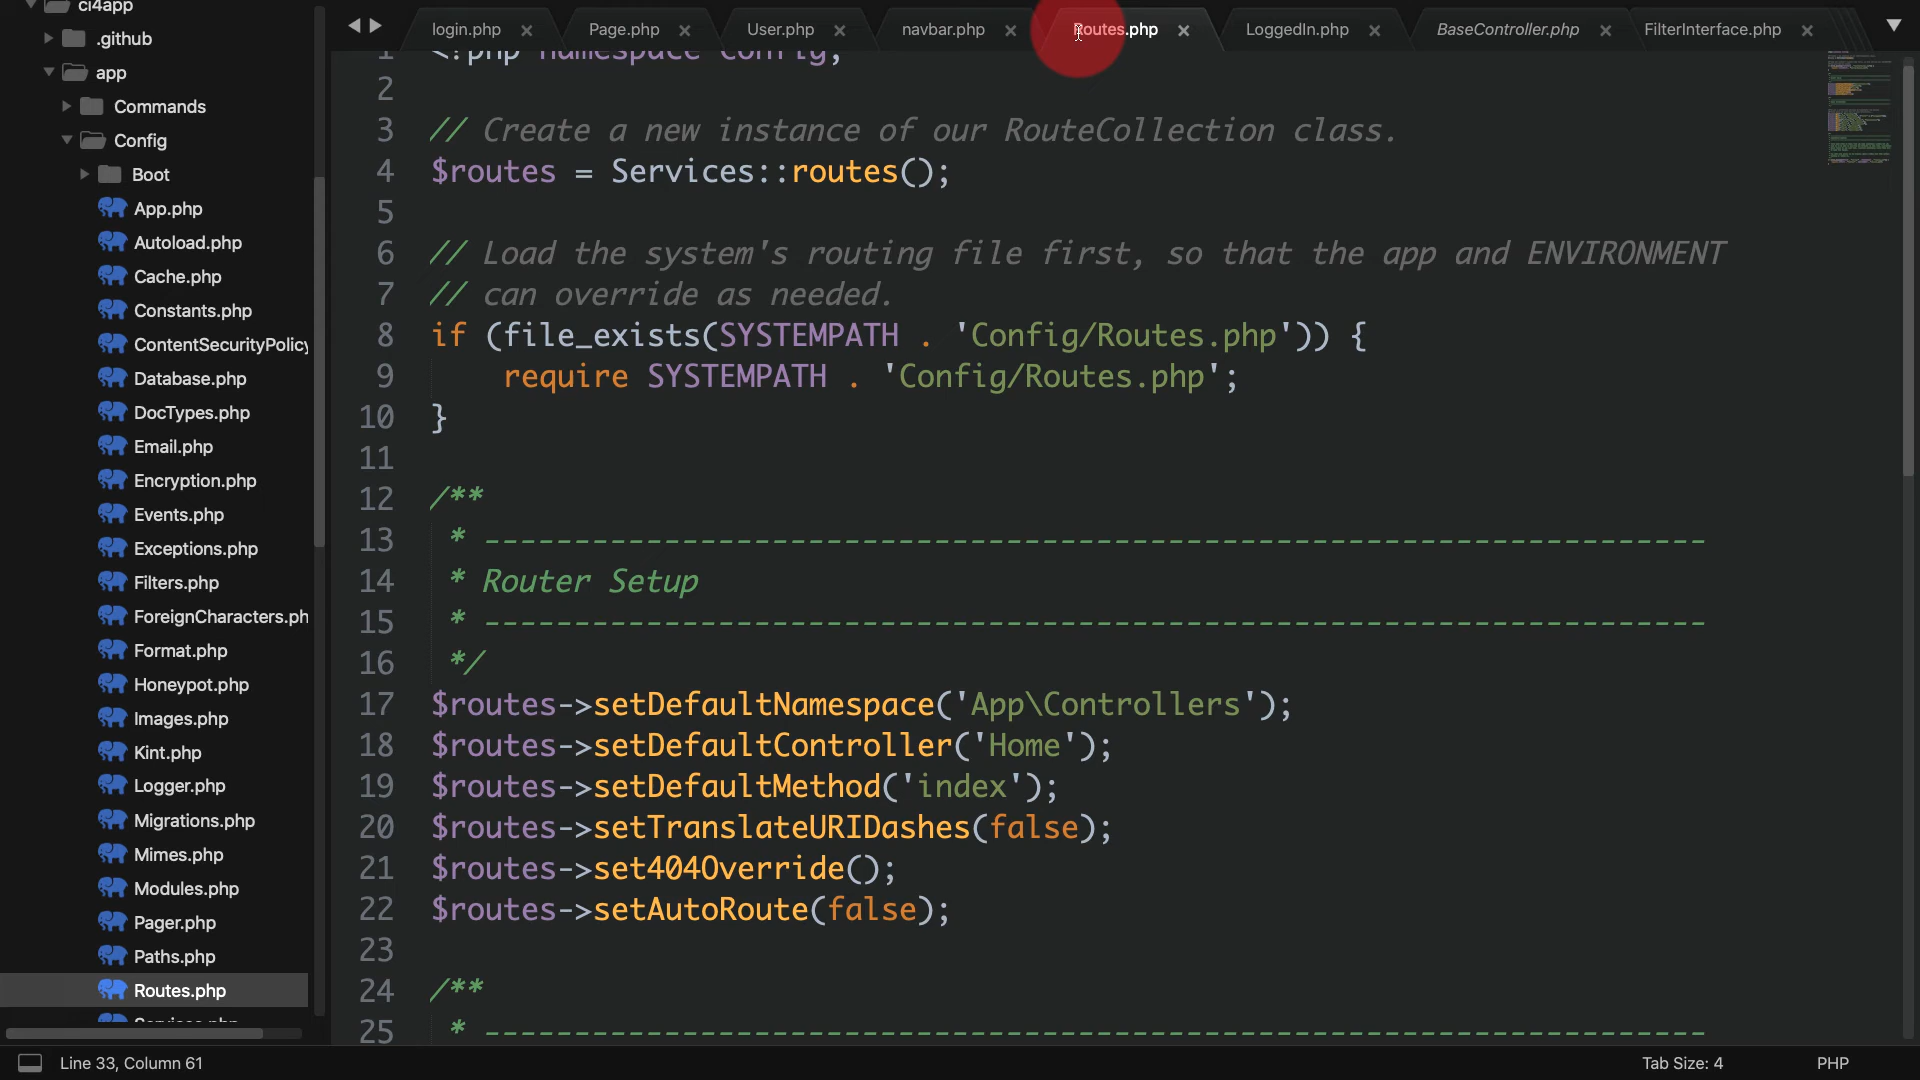 ci4app
.github
app
Commands
Config
Boot
App.php
Autoload.php
Cache.php
Constants.php
ContentSecurityPolicy
Database.php
DocTypes.php
Email.php
Encryption.php
Events.php
Exceptions.php
Filters.php
ForeignCharacters.ph
Format.php
Honeypot.php
Images.php
Kint.php
Logger.php
Migrations.php
Mimes.php
Modules.php
Pager.php
Paths.php
Routes.php
Services.php
login.php × Page.php × User.php × navbar.php × Routes.php × LoggedIn.php × BaseController.php × FilterInterface.php ×
1 <?php namespace Config;
2
3 // Create a new instance of our RouteCollection class.
4 $routes = Services::routes();
5
6 // Load the system's routing file first, so that the app and ENVIRONMENT
7 // can override as needed.
8 if (file_exists(SYSTEMPATH . 'Config/Routes.php')) {
9 require SYSTEMPATH . 'Config/Routes.php';
10 }
11
12 /**
13 * --------------------------------------------------------------------
14 * Router Setup
15 * --------------------------------------------------------------------
16 */
17 $routes->setDefaultNamespace('App\Controllers');
18 $routes->setDefaultController('Home');
19 $routes->setDefaultMethod('index');
20 $routes->setTranslateURIDashes(false);
21 $routes->set404Override();
22 $routes->setAutoRoute(false);
23
24 /**
25 * --------------------------------------------------------------------
Line 33, Column 61
Tab Size: 4
PHP